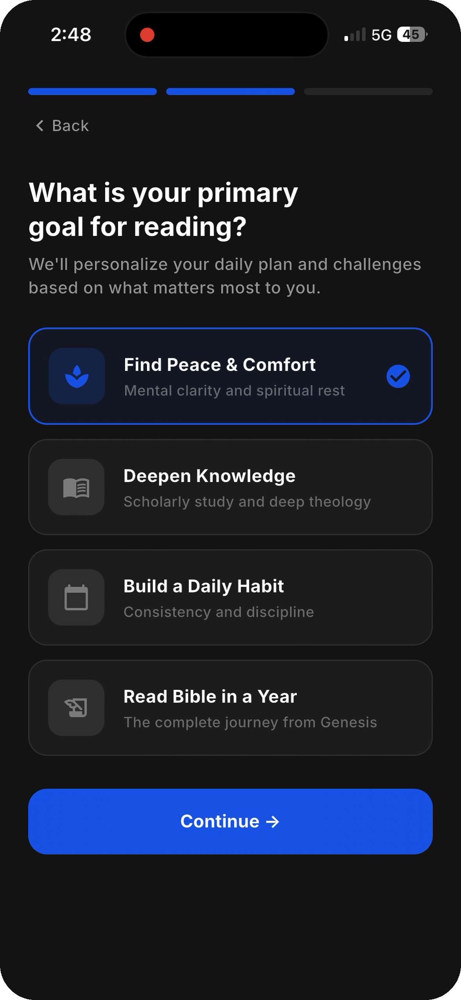 2:48
5G 45
Back
What is your primary
goal for reading?
We'll personalize your daily plan and challenges
based on what matters most to you.
Find Peace & Comfort
Mental clarity and spiritual rest
Deepen Knowledge
Scholarly study and deep theology
Build a Daily Habit
Consistency and discipline
Read Bible in a Year
The complete journey from Genesis
Continue →